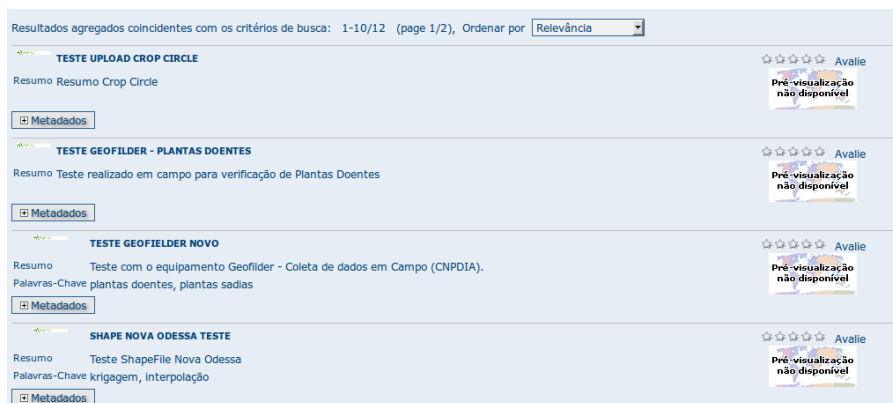 Resultados agregados coincidentes com os critérios de busca: 1-10/12 (page 1/2), Ordenar por Relevância
TESTE UPLOAD CROP CIRCLE
Avalie
Resumo Resumo Crop Circle
Pré-visualização
não disponível
Metadados
TESTE GEOFILDER - PLANTAS DOENTES
Avalie
Resumo Teste realizado em campo para verificação de Plantas Doentes
Pré-visualização
não disponível
Metadados
TESTE GEOFIELDER NOVO
Avalie
Resumo Teste com o equipamento Geofilder - Coleta de dados em Campo (CNPDIA).
Pré-visualização
não disponível
Palavras-Chave plantas doentes, plantas sadias
Metadados
SHAPE NOVA ODESSA TESTE
Avalie
Resumo Teste ShapeFile Nova Odessa
Pré-visualização
não disponível
Palavras-Chave krigagem, interpolação
Metadados